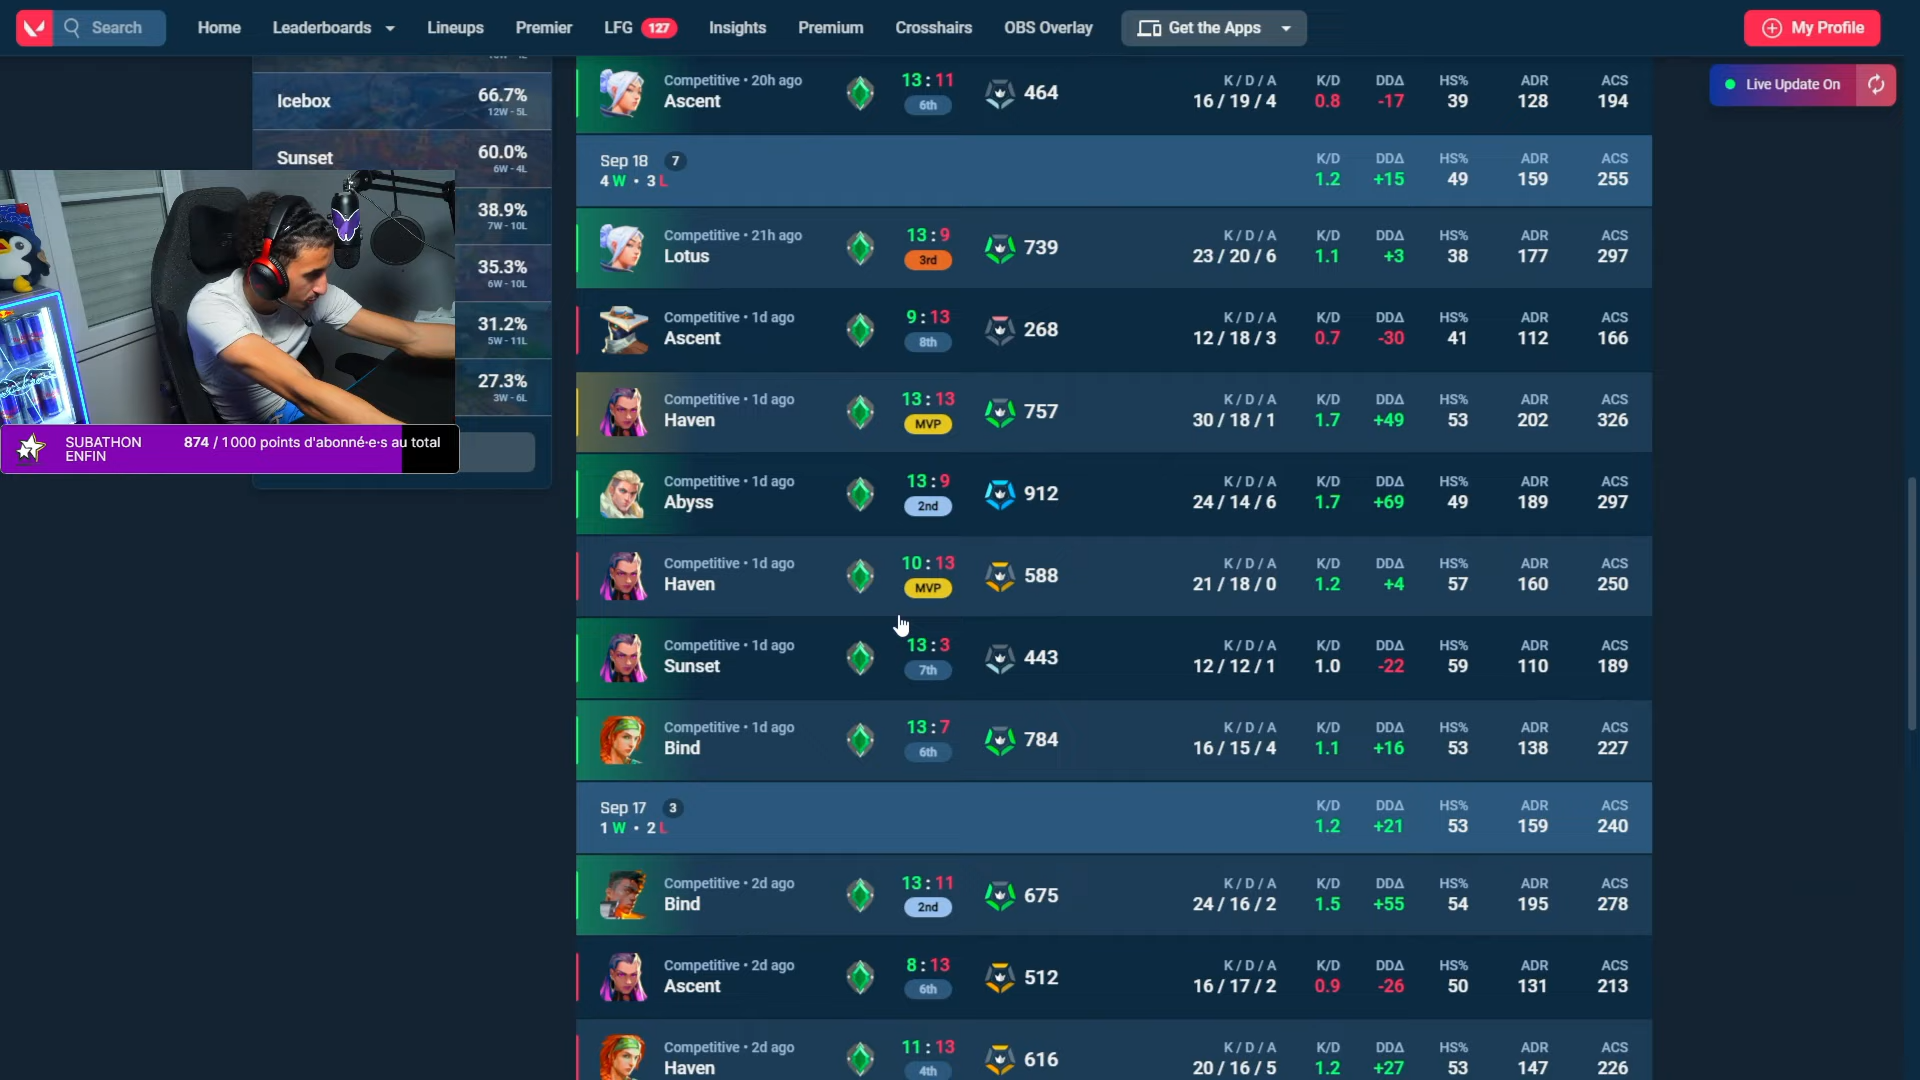 Search
Home
Leaderboards
Lineups
Premier
LFG 127
Insights
Premium
Crosshairs
OBS Overlay
Get the Apps
My Profile
Live Update On
Icebox 66.7%
12W - 5L
Sunset 60.0%
6W - 4L
38.9%
7W - 10L
35.3%
6W - 10L
31.2%
5W - 11L
27.3%
3W - 6L
SUBATHON ENFIN
874 / 1000 points d'abonné·e·s au total
Competitive • 20h ago 13 : 11 K / D / A K/D DDΔ HS% ADR ACS
Ascent 6th 464 16 / 19 / 4 0.8 -17 39 128 194
Sep 18 7 K/D DDΔ HS% ADR ACS
4 W • 3 L 1.2 +15 49 159 255
Competitive • 21h ago 13 : 9 K / D / A K/D DDΔ HS% ADR ACS
Lotus 3rd 739 23 / 20 / 6 1.1 +3 38 177 297
Competitive • 1d ago 9 : 13 K / D / A K/D DDΔ HS% ADR ACS
Ascent 8th 268 12 / 18 / 3 0.7 -30 41 112 166
Competitive • 1d ago 13 : 13 K / D / A K/D DDΔ HS% ADR ACS
Haven MVP 757 30 / 18 / 1 1.7 +49 53 202 326
Competitive • 1d ago 13 : 9 K / D / A K/D DDΔ HS% ADR ACS
Abyss 2nd 912 24 / 14 / 6 1.7 +69 49 189 297
Competitive • 1d ago 10 : 13 K / D / A K/D DDΔ HS% ADR ACS
Haven MVP 588 21 / 18 / 0 1.2 +4 57 160 250
Competitive • 1d ago 13 : 3 K / D / A K/D DDΔ HS% ADR ACS
Sunset 7th 443 12 / 12 / 1 1.0 -22 59 110 189
Competitive • 1d ago 13 : 7 K / D / A K/D DDΔ HS% ADR ACS
Bind 6th 784 16 / 15 / 4 1.1 +16 53 138 227
Sep 17 3 K/D DDΔ HS% ADR ACS
1 W • 2 L 1.2 +21 53 159 240
Competitive • 2d ago 13 : 11 K / D / A K/D DDΔ HS% ADR ACS
Bind 2nd 675 24 / 16 / 2 1.5 +55 54 195 278
Competitive • 2d ago 8 : 13 K / D / A K/D DDΔ HS% ADR ACS
Ascent 6th 512 16 / 17 / 2 0.9 -26 50 131 213
Competitive • 2d ago 11 : 13 K / D / A K/D DDΔ HS% ADR ACS
Haven 4th 616 20 / 16 / 5 1.2 +27 53 147 226